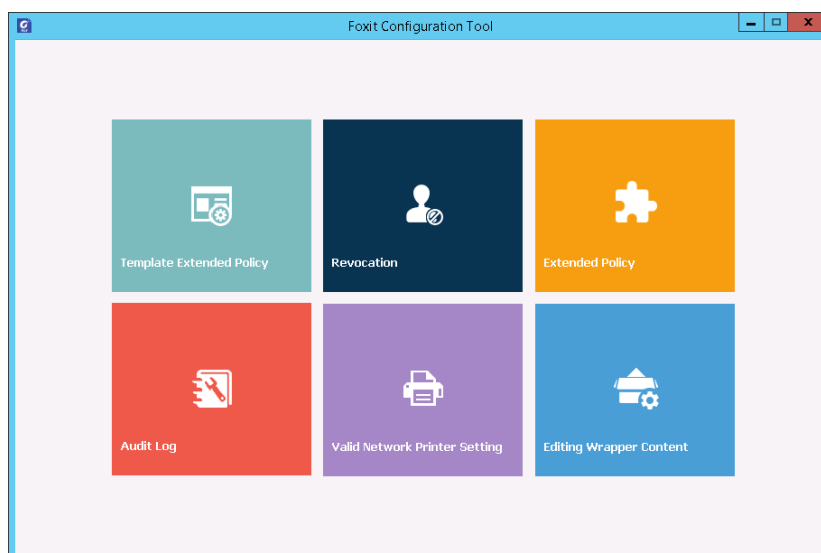 Foxit Configuration Tool
Template Extended Policy
Revocation
Extended Policy
Audit Log
Valid Network Printer Setting
Editing Wrapper Content